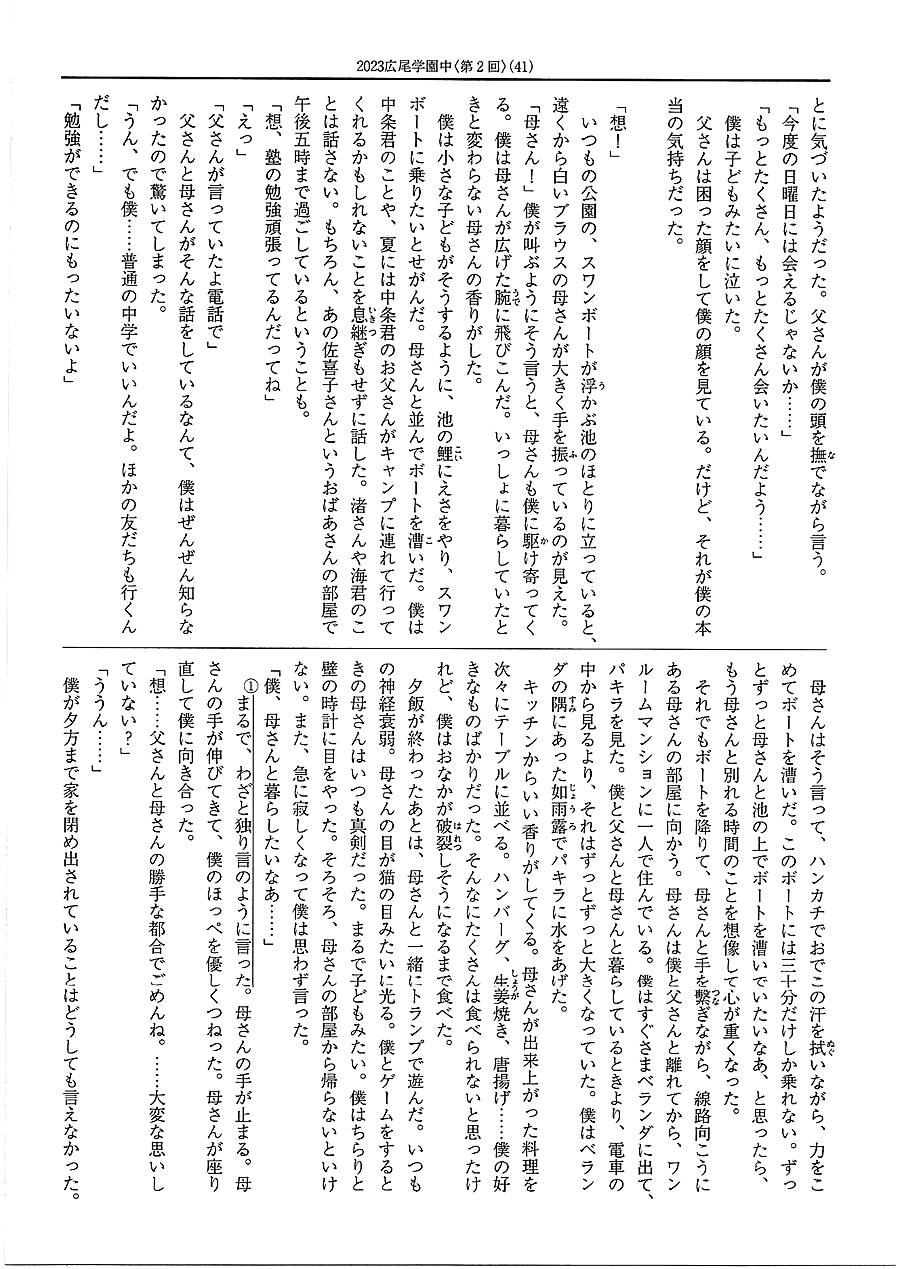 2023広尾学園中〈第2回〉(41)
とに気づいたようだった。父さんが僕の頭を撫でながら言う。
「今度の日曜日には会えるじゃないか……」
「もっとたくさん、もっとたくさん会いたいんだよう……」
僕は子どもみたいに泣いた。
父さんは困った顔をして僕の顔を見ている。だけど、それが僕の本
当の気持ちだった。
「想！」
いつもの公園の、スワンボートが浮かぶ池のほとりに立っていると、
遠くから白いブラウスの母さんが大きく手を振っているのが見えた。
「母さん！」僕が叫ぶようにそう言うと、母さんも僕に駆け寄ってく
る。僕は母さんが広げた腕に飛びこんだ。いっしょに暮らしていたと
きと変わらない母さんの香りがした。
僕は小さな子どもがそうするように、池の鯉にえさをやり、スワン
ボートに乗りたいとせがんだ。母さんと並んでボートを漕いだ。僕は
中条君のことや、夏には中条君のお父さんがキャンプに連れて行って
くれるかもしれないことを息継ぎもせずに話した。渚さんや海君のこ
とは話さない。もちろん、あの佐喜子さんというおばあさんの部屋で
午後五時まで過ごしているということも。
「想、塾の勉強頑張ってるんだってね」
「えっ」
「父さんが言っていたよ電話で」
父さんと母さんがそんな話をしているなんて、僕はぜんぜん知らな
かったので驚いてしまった。
「うん、でも僕……普通の中学でいいんだよ。ほかの友だちも行くん
だし……」
「勉強ができるのにもったいないよ」
母さんはそう言って、ハンカチでおでこの汗を拭いながら、力をこ
めてボートを漕いだ。このボートには三十分だけしか乗れない。ずっ
とずっと母さんと池の上でボートを漕いでいたいなあ、と思ったら、
もう母さんと別れる時間のことを想像して心が重くなった。
それでもボートを降りて、母さんと手を繫ぎながら、線路向こうに
ある母さんの部屋に向かう。母さんは僕と父さんと離れてから、ワン
ルームマンションに一人で住んでいる。僕はすぐさまベランダに出て、
パキラを見た。僕と父さんと母さんと暮らしているときより、電車の
中から見るより、それはずっとずっと大きくなっていた。僕はベラン
ダの隅にあった如雨露でパキラに水をあげた。
キッチンからいい香りがしてくる。母さんが出来上がった料理を
次々にテーブルに並べる。ハンバーグ、生姜焼き、唐揚げ……僕の好
きなものばかりだった。そんなにたくさんは食べられないと思ったけ
れど、僕はおなかが破裂しそうになるまで食べた。
夕飯が終わったあとは、母さんと一緒にトランプで遊んだ。いつも
の神経衰弱。母さんの目が猫の目みたいに光る。僕とゲームをすると
きの母さんはいつも真剣だった。まるで子どもみたい。僕はちらりと
壁の時計に目をやった。そろそろ、母さんの部屋から帰らないといけ
ない。また、急に寂しくなって僕は思わず言った。
「僕、母さんと暮らしたいなあ……」
①まるで、わざと独り言のように言った。母さんの手が止まる。母
さんの手が伸びてきて、僕のほっぺを優しくつねった。母さんが座り
直して僕に向き合った。
「想……父さんと母さんの勝手な都合でごめんね。……大変な思いし
ていない？」
「ううん……」
僕が夕方まで家を閉め出されていることはどうしても言えなかった。